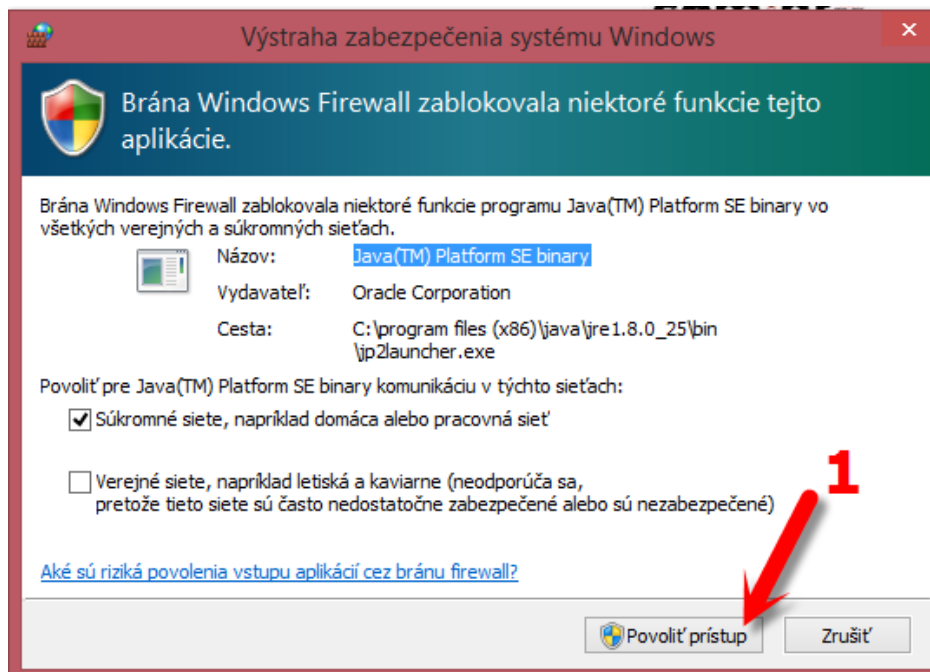 Výstraha zabezpečenia systému Windows
Brána Windows Firewall zablokovala niektoré funkcie tejto
aplikácie.
Brána Windows Firewall zablokovala niektoré funkcie programu Java(TM) Platform SE binary vo
všetkých verejných a súkromných sieťach.
Názov: Java(TM) Platform SE binary
Vydavateľ: Oracle Corporation
Cesta: C:\program files (x86)\java\jre1.8.0_25\bin
\jp2launcher.exe
Povoliť pre Java(TM) Platform SE binary komunikáciu v týchto sieťach:
Súkromné siete, napríklad domáca alebo pracovná sieť
Verejné siete, napríklad letiská a kaviarne (neodporúča sa,
pretože tieto siete sú často nedostatočne zabezpečené alebo sú nezabezpečené)
1
Aké sú riziká povolenia vstupu aplikácií cez bránu firewall?
Povoliť prístup
Zrušiť